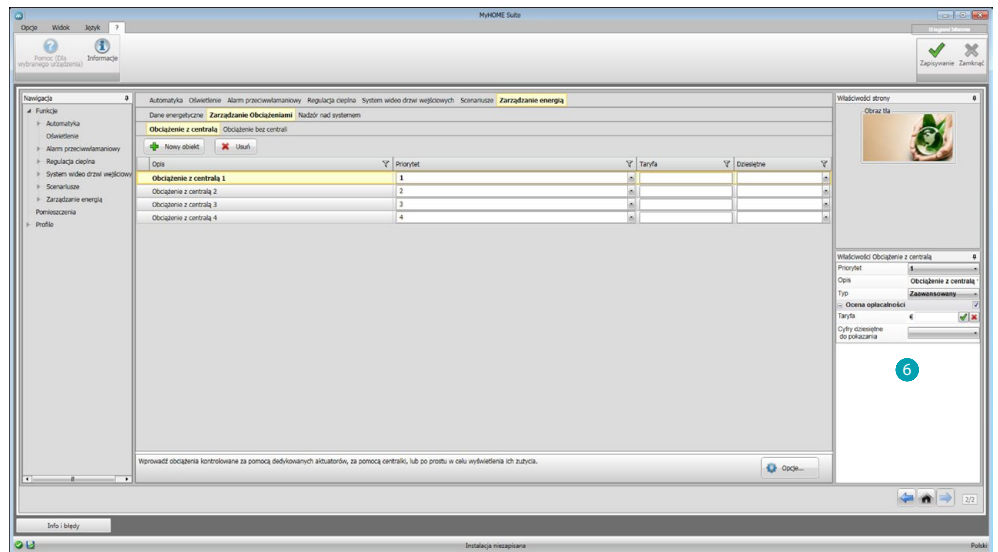 MyHOME Suite
Opcje Widok Język ?
Pomoc (Dla wybranego urządzenia)
Informacje
Zapisywanie Zamknąć
Nawigacja
Funkcje
Automatyka
Oświetlenie
Alarm przeciwwłamaniowy
Regulacja cieplna
System wideo drzwi wejściowy
Scenariusze
Zarządzanie energią
Pomieszczenia
Profile
Automatyka Oświetlenie Alarm przeciwwłamaniowy Regulacja cieplna System wideo drzwi wejściowych Scenariusze Zarządzanie energią
Dane energetyczne Zarządzanie Obciążeniami Nadzór nad systemem
Obciążenie z centralą Obciążenie bez centrali
Nowy obiekt Usuń
Opis Priorytet Taryfa Dziesiętne
Obciążenie z centralą 1 1
Obciążenie z centralą 2 2
Obciążenie z centralą 3 3
Obciążenie z centralą 4 4
Wprowadź obciążenia kontrolowane za pomocą dedykowanych aktuatorów, za pomocą centralki, lub po prostu w celu wyświetlenia ich zużycia.
Opcje...
Właściwości strony
Obraz tła
Właściwości Obciążenie z centralą
Priorytet 1
Opis Obciążenie z centralą
Typ Zaawansowany
Ocena opłacalności
Taryfa €
Cyfry dziesiętne
do pokazania
6
2/2
Info i błędy
Instalacja niezapisana
Polski